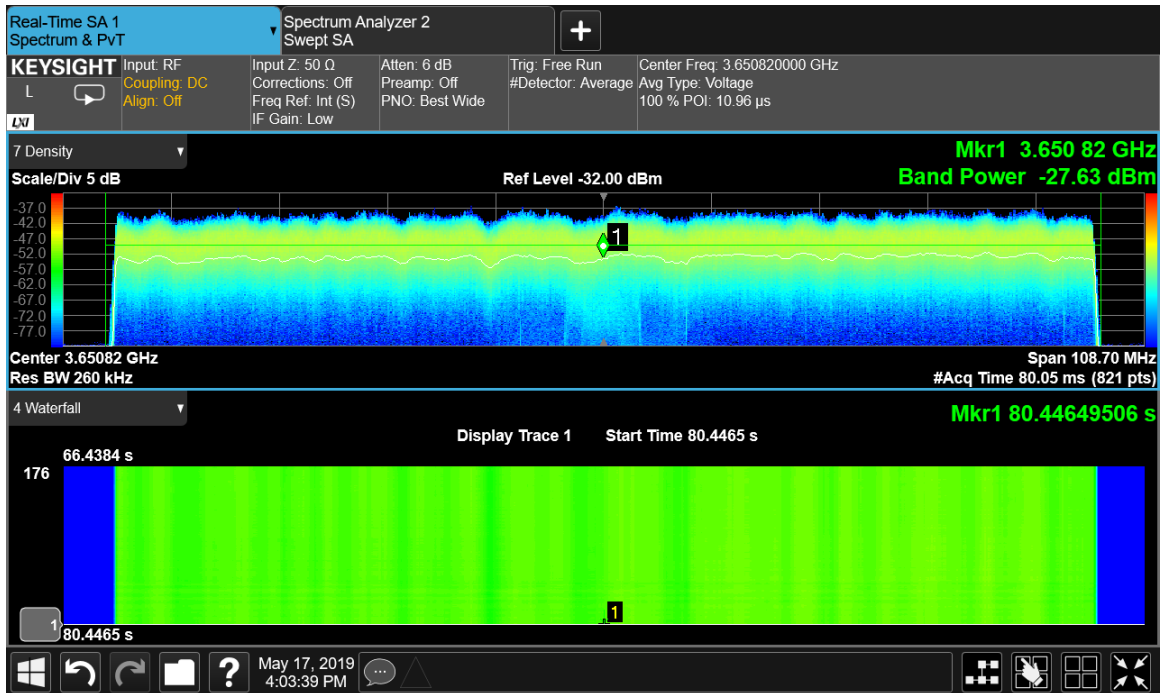 Real-Time SA 1
Spectrum & PvT
Spectrum Analyzer 2
Swept SA
KEYSIGHT
L
LXI
Input: RF
Coupling: DC
Align: Off
Input Z: 50 Ω
Corrections: Off
Freq Ref: Int (S)
IF Gain: Low
Atten: 6 dB
Preamp: Off
PNO: Best Wide
Trig: Free Run
#Detector: Average
Center Freq: 3.650820000 GHz
Avg Type: Voltage
100 % POI: 10.96 µs
7 Density
Mkr1 3.650 82 GHz
Scale/Div 5 dB
Ref Level -32.00 dBm
Band Power -27.63 dBm
-37.0
-42.0
-47.0
-52.0
-57.0
-62.0
-67.0
-72.0
-77.0
1
Center 3.65082 GHz
Span 108.70 MHz
Res BW 260 kHz
#Acq Time 80.05 ms (821 pts)
4 Waterfall
Mkr1 80.44649506 s
Display Trace 1 Start Time 80.4465 s
66.4384 s
176
1
1
80.4465 s
?
May 17, 2019
4:03:39 PM